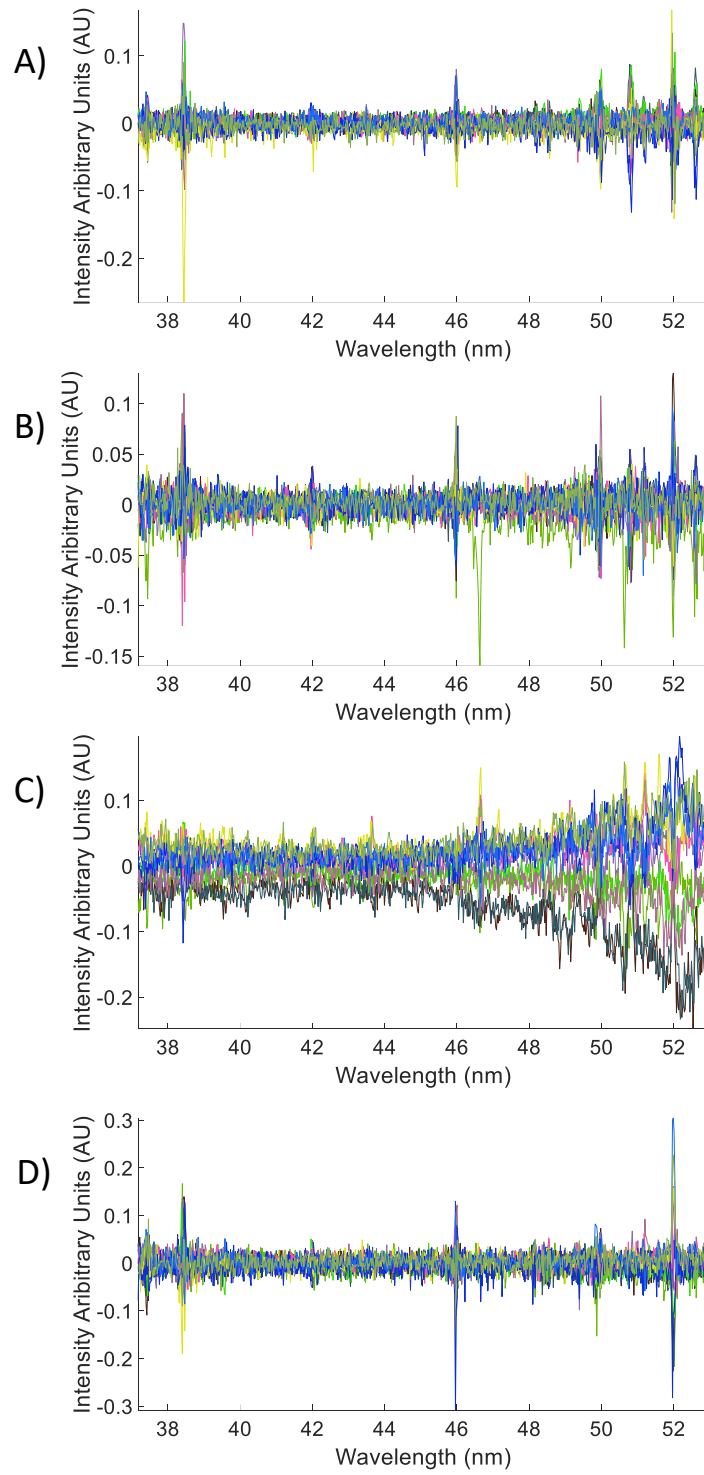 A)
Intensity Aribitrary Units (AU)
0.1
0
-0.1
-0.2
38 40 42 44 46 48 50 52
Wavelength (nm)
B)
Intensity Aribitrary Units (AU)
0.1
0.05
0
-0.05
-0.1
-0.15
38 40 42 44 46 48 50 52
Wavelength (nm)
C)
Intensity Aribitrary Units (AU)
0.1
0
-0.1
-0.2
38 40 42 44 46 48 50 52
Wavelength (nm)
D)
Intensity Aribitrary Units (AU)
0.3
0.2
0.1
0
-0.1
-0.2
-0.3
38 40 42 44 46 48 50 52
Wavelength (nm)